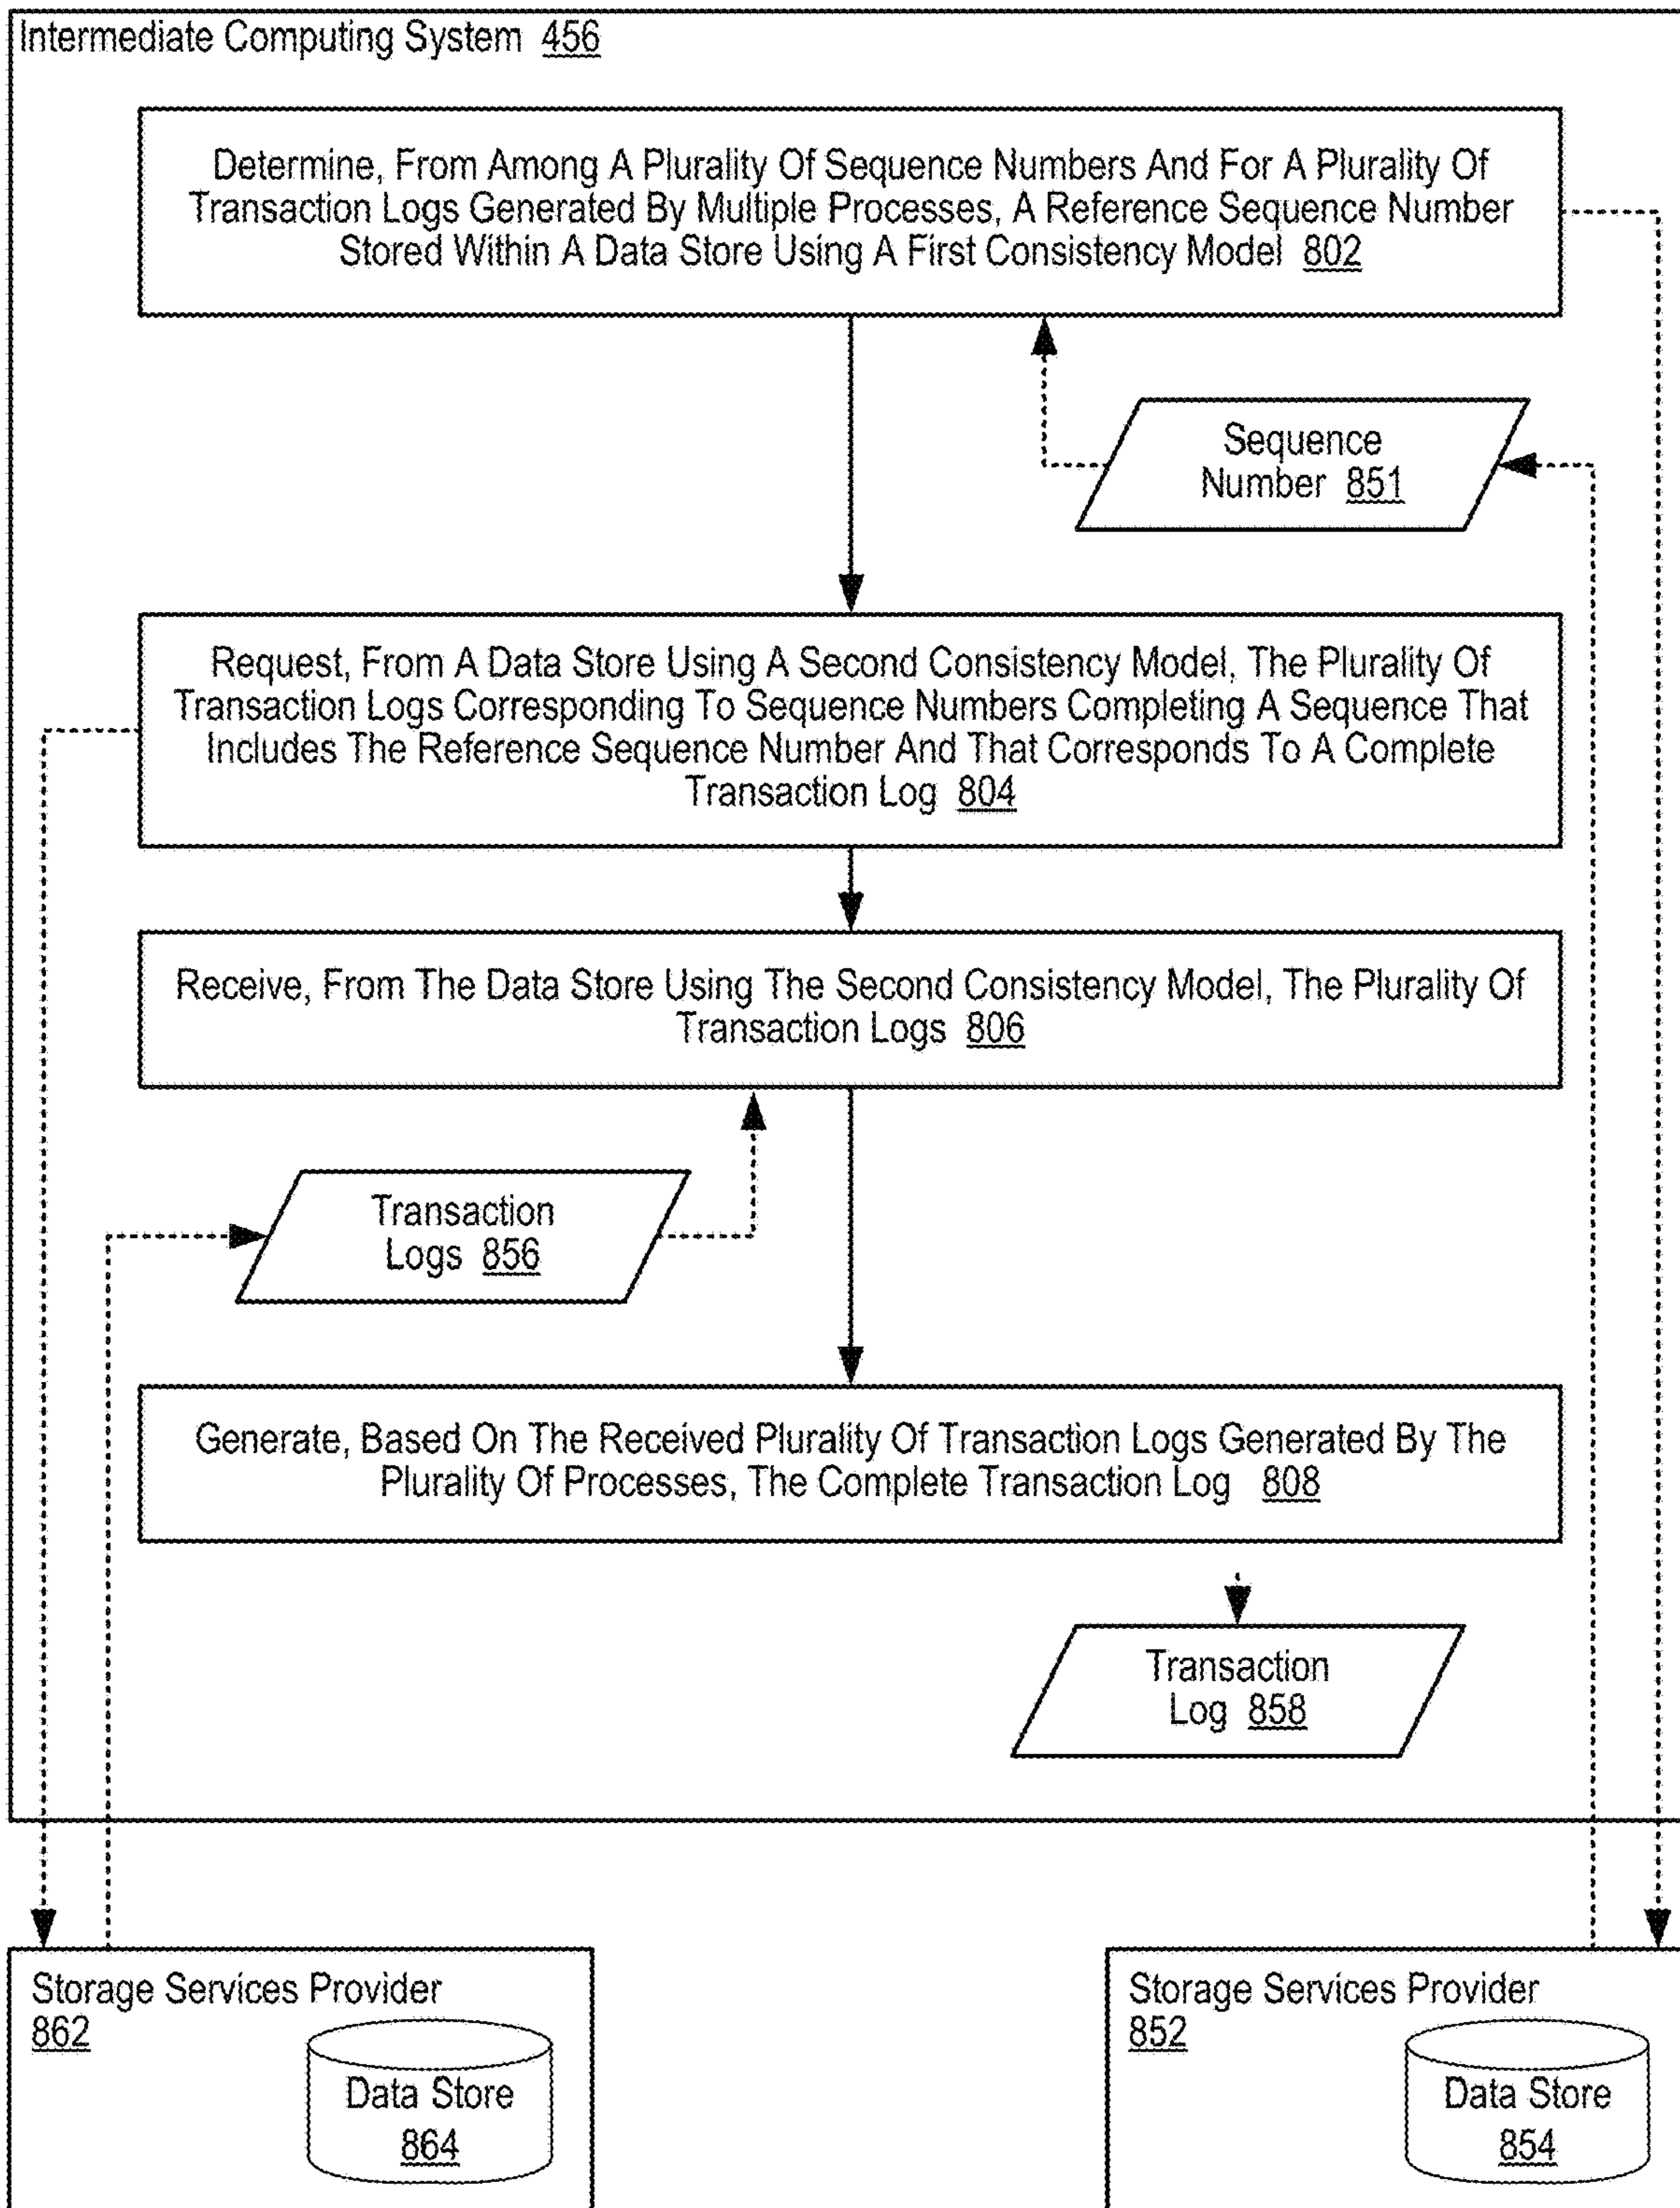 Intermediate Computing System 456
Determine, From Among A Plurality Of Sequence Numbers And For A Plurality Of
Transaction Logs Generated By Multiple Processes, A Reference Sequence Number
Stored Within A Data Store Using A First Consistency Model 802
Sequence
Number 851
Request, From A Data Store Using A Second Consistency Model, The Plurality Of
Transaction Logs Corresponding To Sequence Numbers Completing A Sequence That
Includes The Reference Sequence Number And That Corresponds To A Complete
Transaction Log 804
Receive, From The Data Store Using The Second Consistency Model, The Plurality Of
Transaction Logs 806
Transaction
Logs 856
Generate, Based On The Received Plurality Of Transaction Logs Generated By The
Plurality Of Processes, The Complete Transaction Log 808
Transaction
Log 858
Storage Services Provider
862
Data Store
864
Storage Services Provider
852
Data Store
854